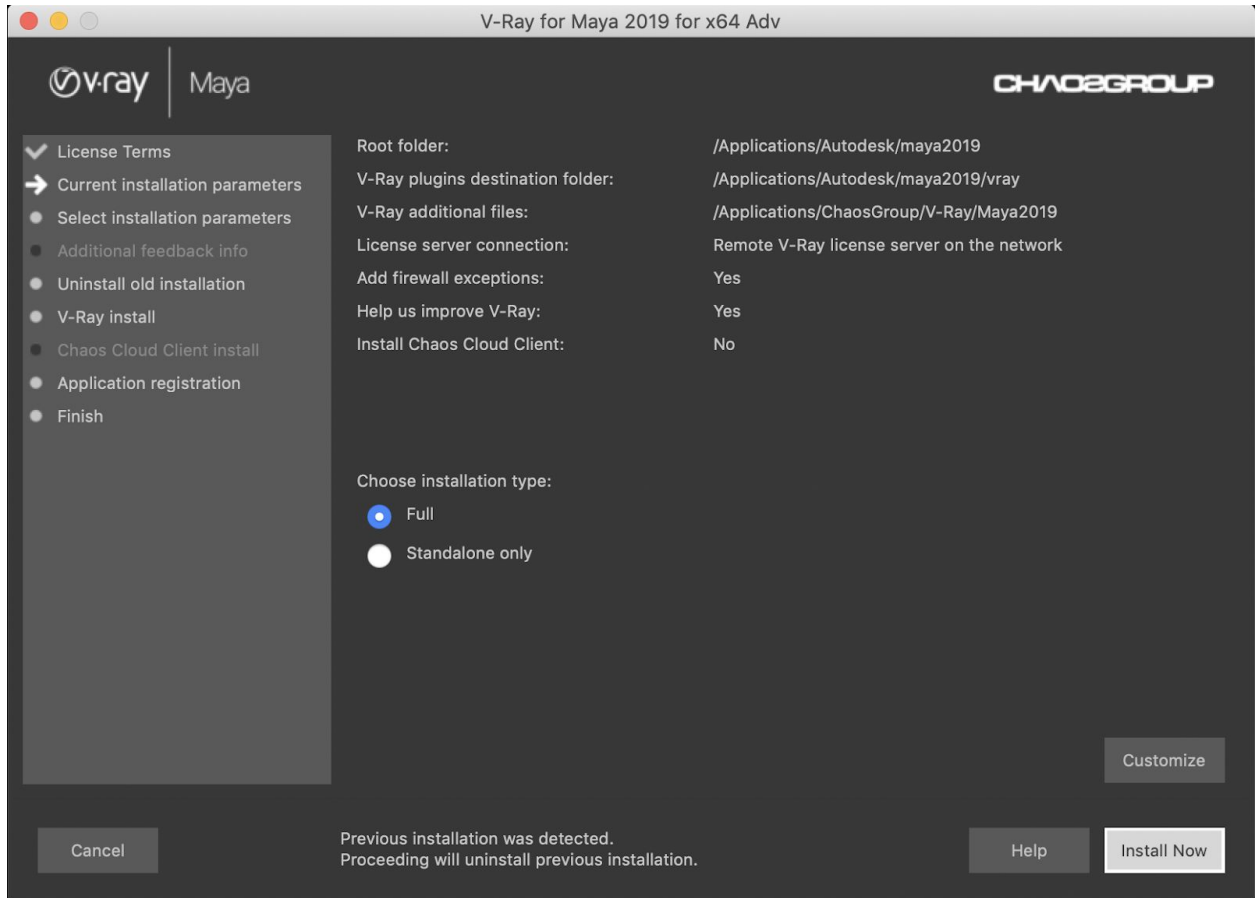 V-Ray for Maya 2019 for x64 Adv
v·ray | Maya
CHAOSGROUP
License Terms
Current installation parameters
Select installation parameters
Additional feedback info
Uninstall old installation
V-Ray install
Chaos Cloud Client install
Application registration
Finish
Root folder: /Applications/Autodesk/maya2019
V-Ray plugins destination folder: /Applications/Autodesk/maya2019/vray
V-Ray additional files: /Applications/ChaosGroup/V-Ray/Maya2019
License server connection: Remote V-Ray license server on the network
Add firewall exceptions: Yes
Help us improve V-Ray: Yes
Install Chaos Cloud Client: No
Choose installation type:
Full
Standalone only
Customize
Cancel
Previous installation was detected.
Proceeding will uninstall previous installation.
Help
Install Now